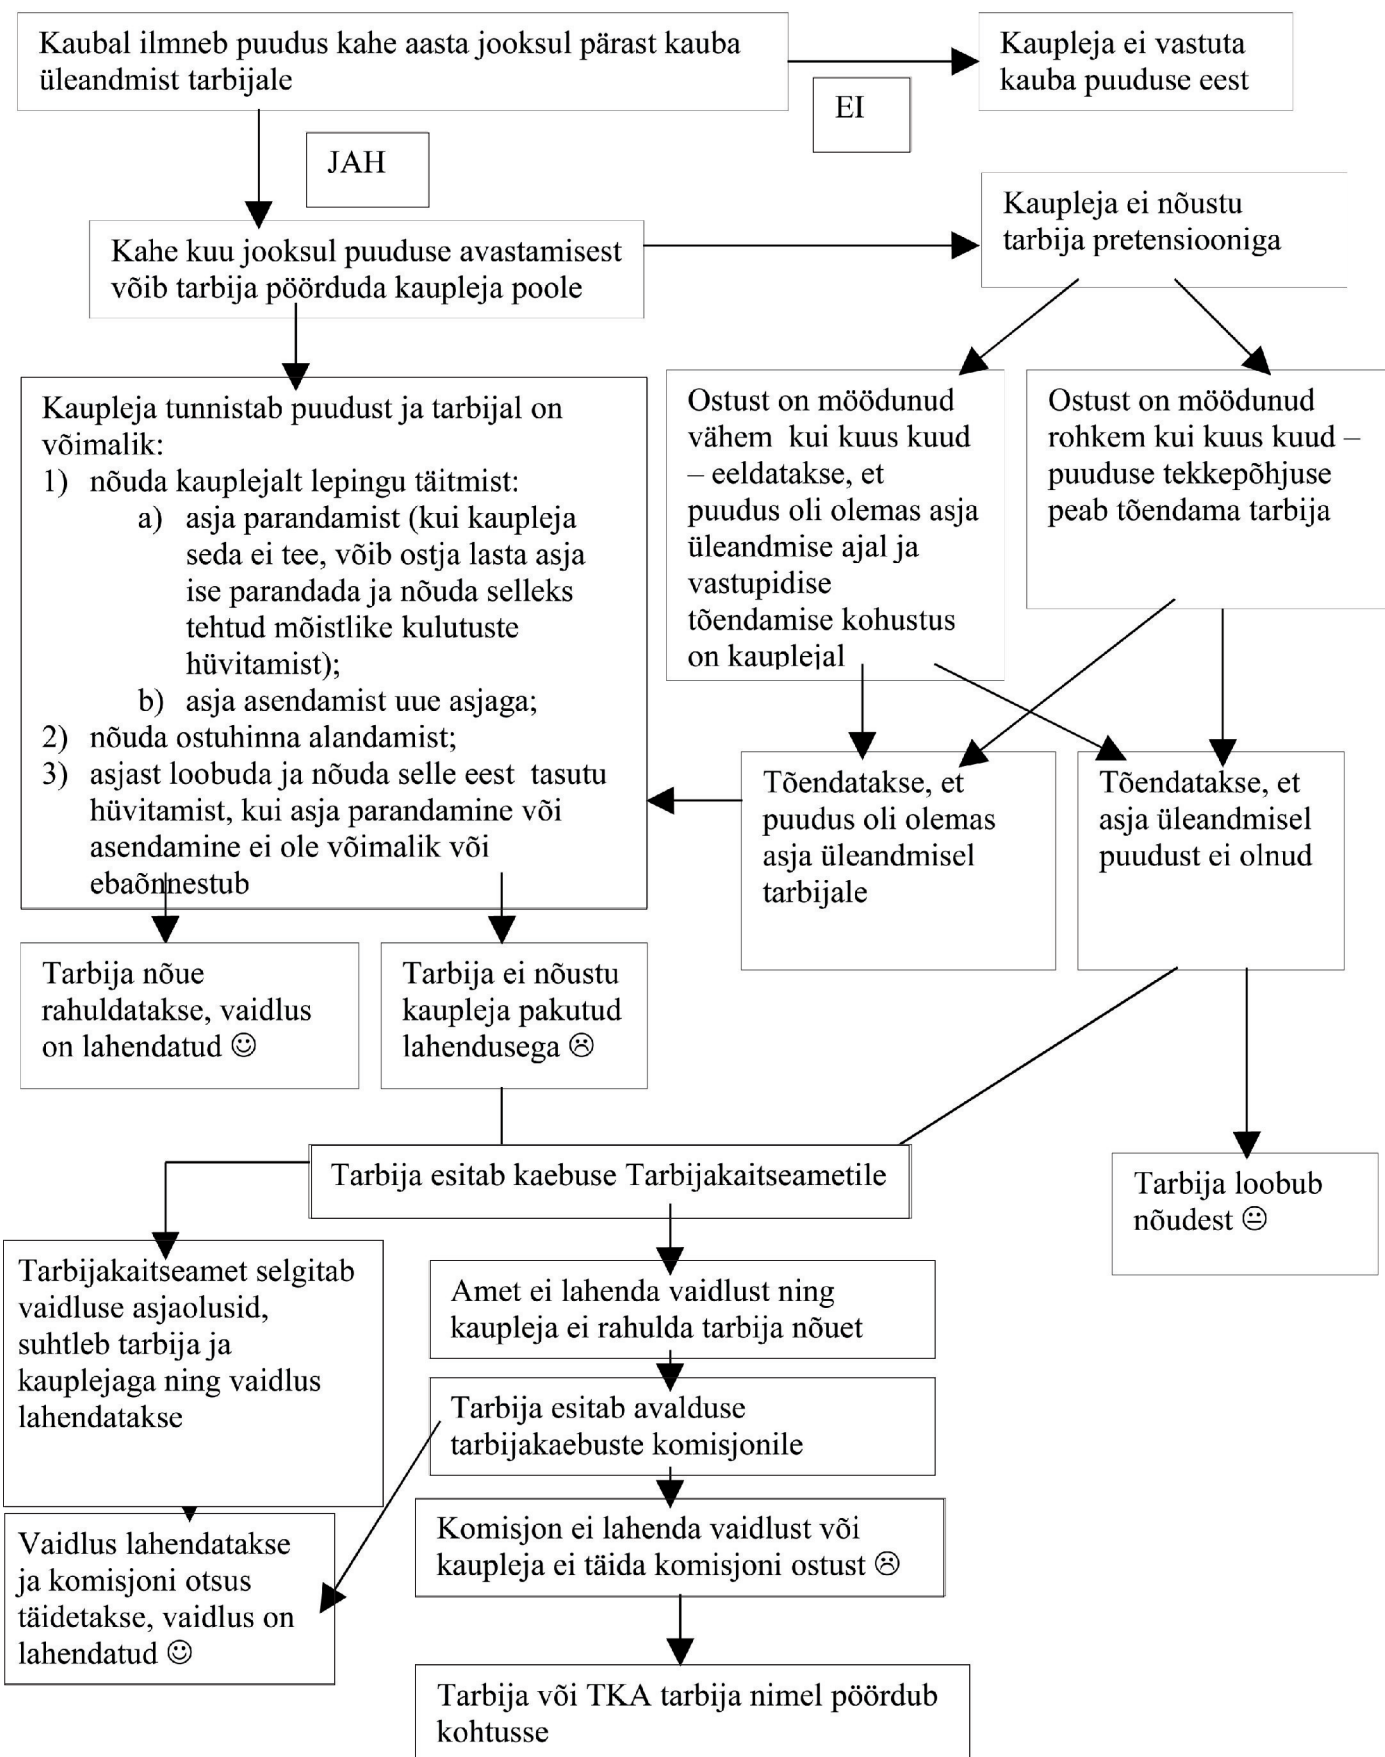 Kaubal ilmneb puudus kahe aasta jooksul pärast kauba
üleandmist tarbijale
Kaupleja ei vastuta
kauba puuduse eest
EI
JAH
Kahe kuu jooksul puuduse avastamisest
võib tarbija pöörduda kaupleja poole
Kaupleja ei nõustu
tarbija pretensiooniga
Kaupleja tunnistab puudust ja tarbijal on
võimalik:
1) nõuda kauplejalt lepingu täitmist:
a) asja parandamist (kui kaupleja
seda ei tee, võib ostja lasta asja
ise parandada ja nõuda selleks
tehtud mõistlike kulutuste
hüvitamist);
b) asja asendamist uue asjaga;
2) nõuda ostuhinna alandamist;
3) asjast loobuda ja nõuda selle eest tasutu
hüvitamist, kui asja parandamine või
asendamine ei ole võimalik või
ebaõnnestub
Ostust on möödunud
vähem kui kuus kuud
– eeldatakse, et
puudus oli olemas asja
üleandmise ajal ja
vastupidise
tõendamise kohustus
on kauplejal
Ostust on möödunud
rohkem kui kuus kuud –
puuduse tekkepõhjuse
peab tõendama tarbija
Tõendatakse, et
puudus oli olemas
asja üleandmisel
tarbijale
Tõendatakse, et
asja üleandmisel
puudust ei olnud
Tarbija nõue
rahuldatakse, vaidlus
on lahendatud ☺
Tarbija ei nõustu
kaupleja pakutud
lahendusega ☹
Tarbija esitab kaebuse Tarbijakaitseametile
Tarbija loobub
nõudest 😐
Tarbijakaitseamet selgitab
vaidluse asjaolusid,
suhtleb tarbija ja
kauplejaga ning vaidlus
lahendatakse
Amet ei lahenda vaidlust ning
kaupleja ei rahulda tarbija nõuet
Tarbija esitab avalduse
tarbijakaebuste komisjonile
Komisjon ei lahenda vaidlust või
kaupleja ei täida komisjoni ostust ☹
Vaidlus lahendatakse
ja komisjoni otsus
täidetakse, vaidlus on
lahendatud ☺
Tarbija või TKA tarbija nimel pöördub
kohtusse